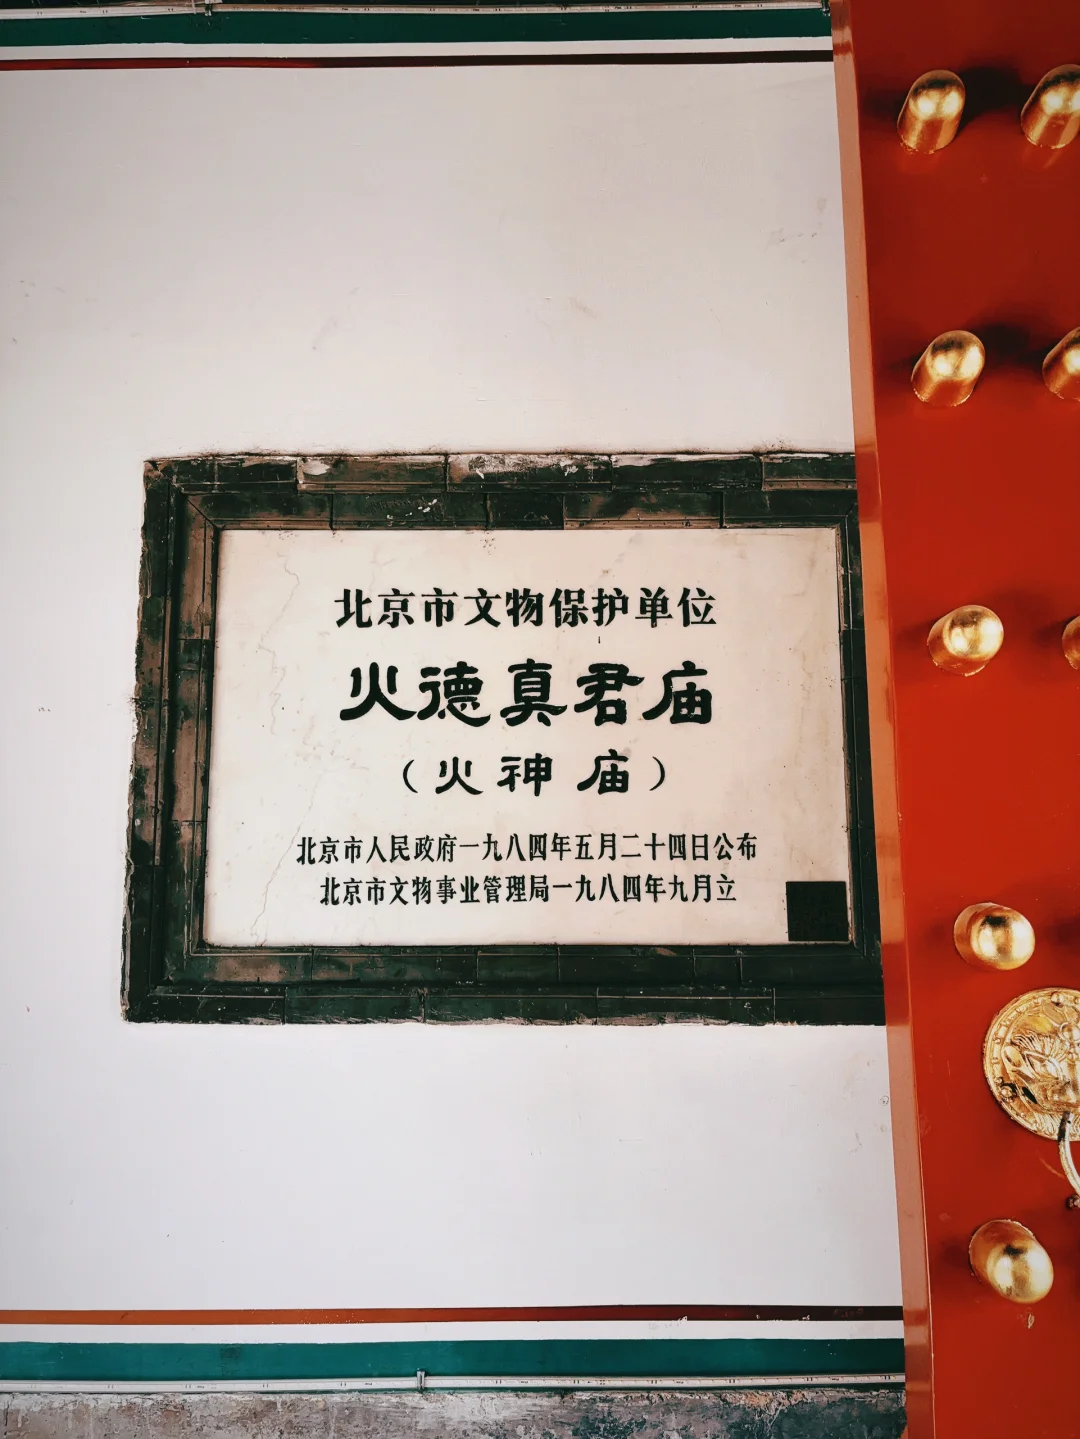 北京市文物保护单位
火德真君庙
（火神庙）
北京市人民政府一九八四年五月二十四日公布
北京市文物事业管理局一九八四年九月立